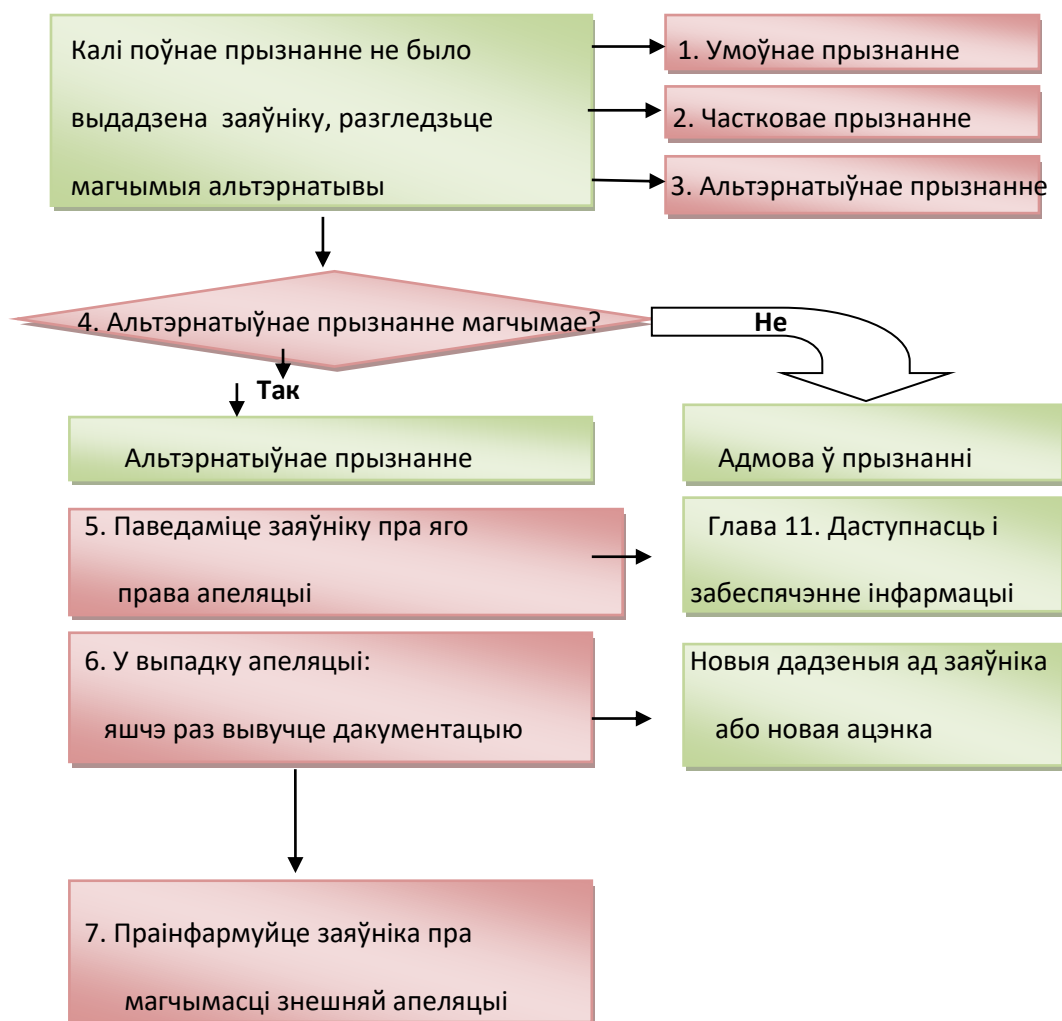 Калі поўнае прызнанне не было
выдадзена заяўніку, разгледзьце
магчымыя альтэрнатывы
1. Умоўнае прызнанне
2. Частковае прызнанне
3. Альтэрнатыўнае прызнанне
4. Альтэрнатыўнае прызнанне магчымае?
Не
Так
Альтэрнатыўнае прызнанне
Адмова ў прызнанні
5. Паведаміце заяўніку пра яго
права апеляцыі
Глава 11. Даступнасць і
забеспячэнне інфармацыі
6. У выпадку апеляцыі:
яшчэ раз вывучце дакументацыю
Новыя дадзеныя ад заяўніка
або новая ацэнка
7. Праінфармуйце заяўніка пра
магчымасці знешняй апеляцыі